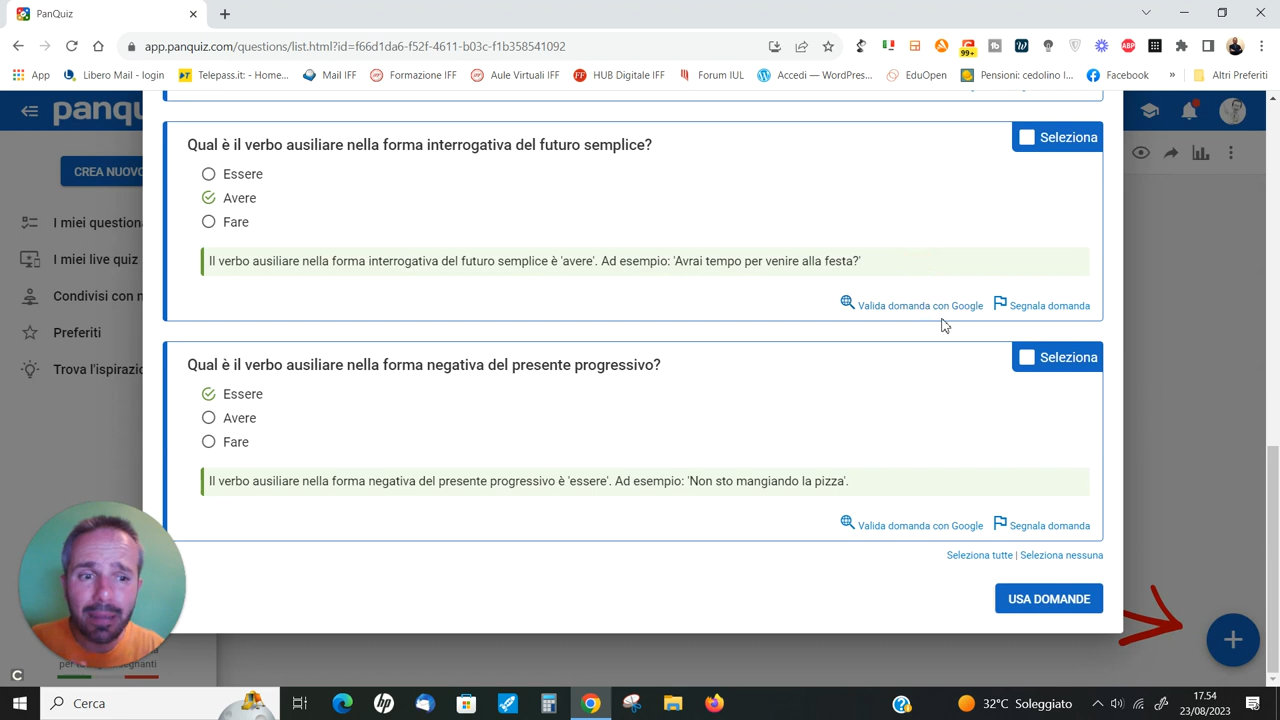 PanQuiz
app.panquiz.com/questions/list.html?id=f66d1da6-f52f-4611-b03c-f1b358541092
99+
ABP
App
Libero Mail - login
Telepass.it: - Home...
Mail IFF
Formazione IFF
Aule Virtuali IFF
HUB Digitale IFF
Forum IUL
Accedi — WordPres...
EduOpen
Pensioni: cedolino I...
Facebook
»
Altri Preferiti
panqu
CREA NUOVO
I miei question
I miei live quiz
Condivisi con m
Preferiti
Trova l'ispirazio
Qual è il verbo ausiliare nella forma interrogativa del futuro semplice?
Seleziona
Essere
Avere
Fare
Il verbo ausiliare nella forma interrogativa del futuro semplice è 'avere'. Ad esempio: 'Avrai tempo per venire alla festa?'
Valida domanda con Google
Segnala domanda
Qual è il verbo ausiliare nella forma negativa del presente progressivo?
Seleziona
Essere
Avere
Fare
Il verbo ausiliare nella forma negativa del presente progressivo è 'essere'. Ad esempio: 'Non sto mangiando la pizza'.
Valida domanda con Google
Segnala domanda
Seleziona tutte | Seleziona nessuna
USA DOMANDE
Cerca
32°C Soleggiato
17.54
23/08/2023